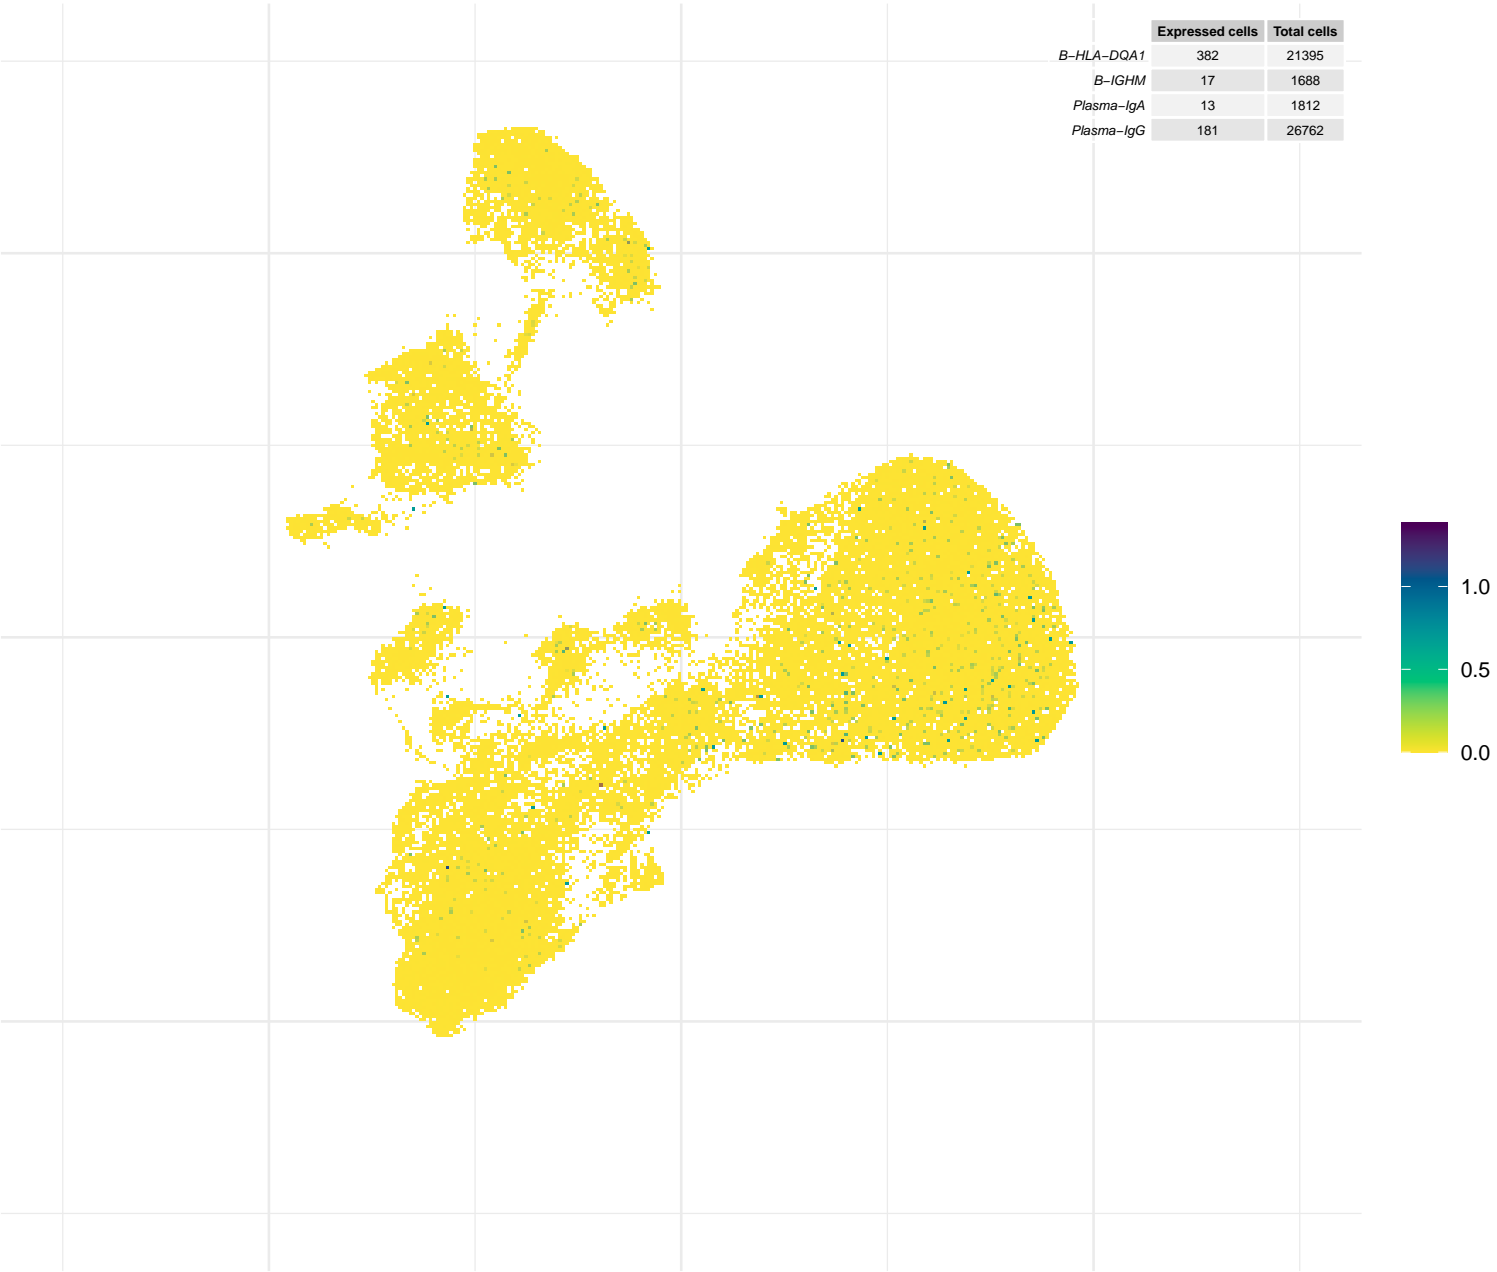 Expressed cells Total cells
B−HLA−DQA1 382 21395
B−IGHM 17 1688
Plasma−IgA 13 1812
Plasma−IgG 181 26762
1.0
0.5
0.0